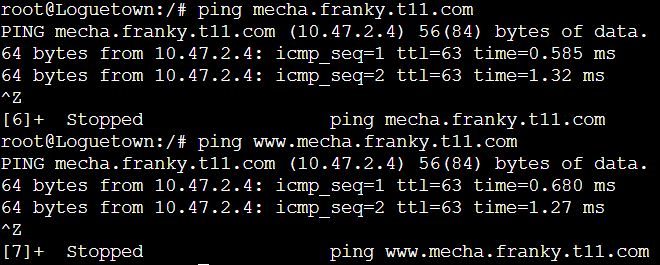 root@Loguetown:/# ping mecha.franky.t11.com
PING mecha.franky.t11.com (10.47.2.4) 56(84) bytes of data.
64 bytes from 10.47.2.4: icmp_seq=1 ttl=63 time=0.585 ms
64 bytes from 10.47.2.4: icmp_seq=2 ttl=63 time=1.32 ms
^Z
[6]+  Stopped                 ping mecha.franky.t11.com
root@Loguetown:/# ping www.mecha.franky.t11.com
PING mecha.franky.t11.com (10.47.2.4) 56(84) bytes of data.
64 bytes from 10.47.2.4: icmp_seq=1 ttl=63 time=0.680 ms
64 bytes from 10.47.2.4: icmp_seq=2 ttl=63 time=1.27 ms
^Z
[7]+  Stopped                 ping www.mecha.franky.t11.com